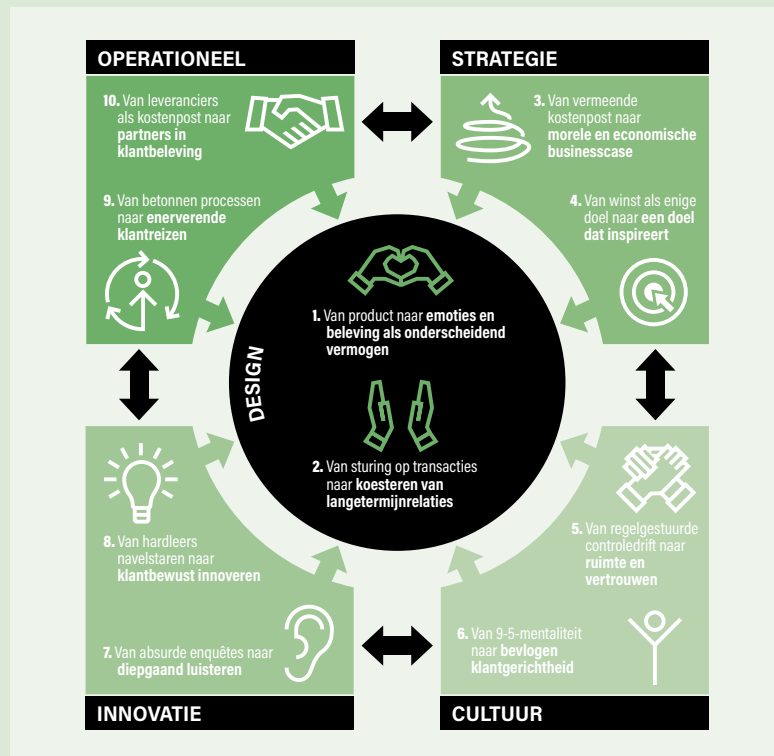 OPERATIONEEL
10. Van leveranciers
als kostenpost naar
partners in
klantbeleving
9. Van betonnen processen
naar enerverende
klantreizen
STRATEGIE
3. Van vermeende
kostenpost naar
morele en economische
businesscase
4. Van winst als enige
doel naar een doel
dat inspireert
DESIGN
1. Van product naar emoties en
beleving als onderscheidend
vermogen
2. Van sturing op transacties
naar koesteren van
langetermijnrelaties
8. Van hardleers
navelstaren naar
klantbewust innoveren
7. Van absurde enquêtes naar
diepgaand luisteren
INNOVATIE
5. Van regelgestuurde
controledrift naar
ruimte en
vertrouwen
6. Van 9-5-mentaliteit
naar bevlogen
klantgerichtheid
CULTUUR